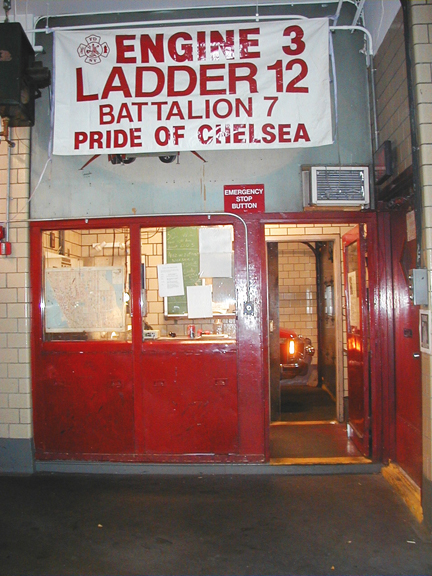 ENGINE 3
LADDER 12
BATTALION 7
PRIDE OF CHELSEA
EMERGENCY
STOP
BUTTON